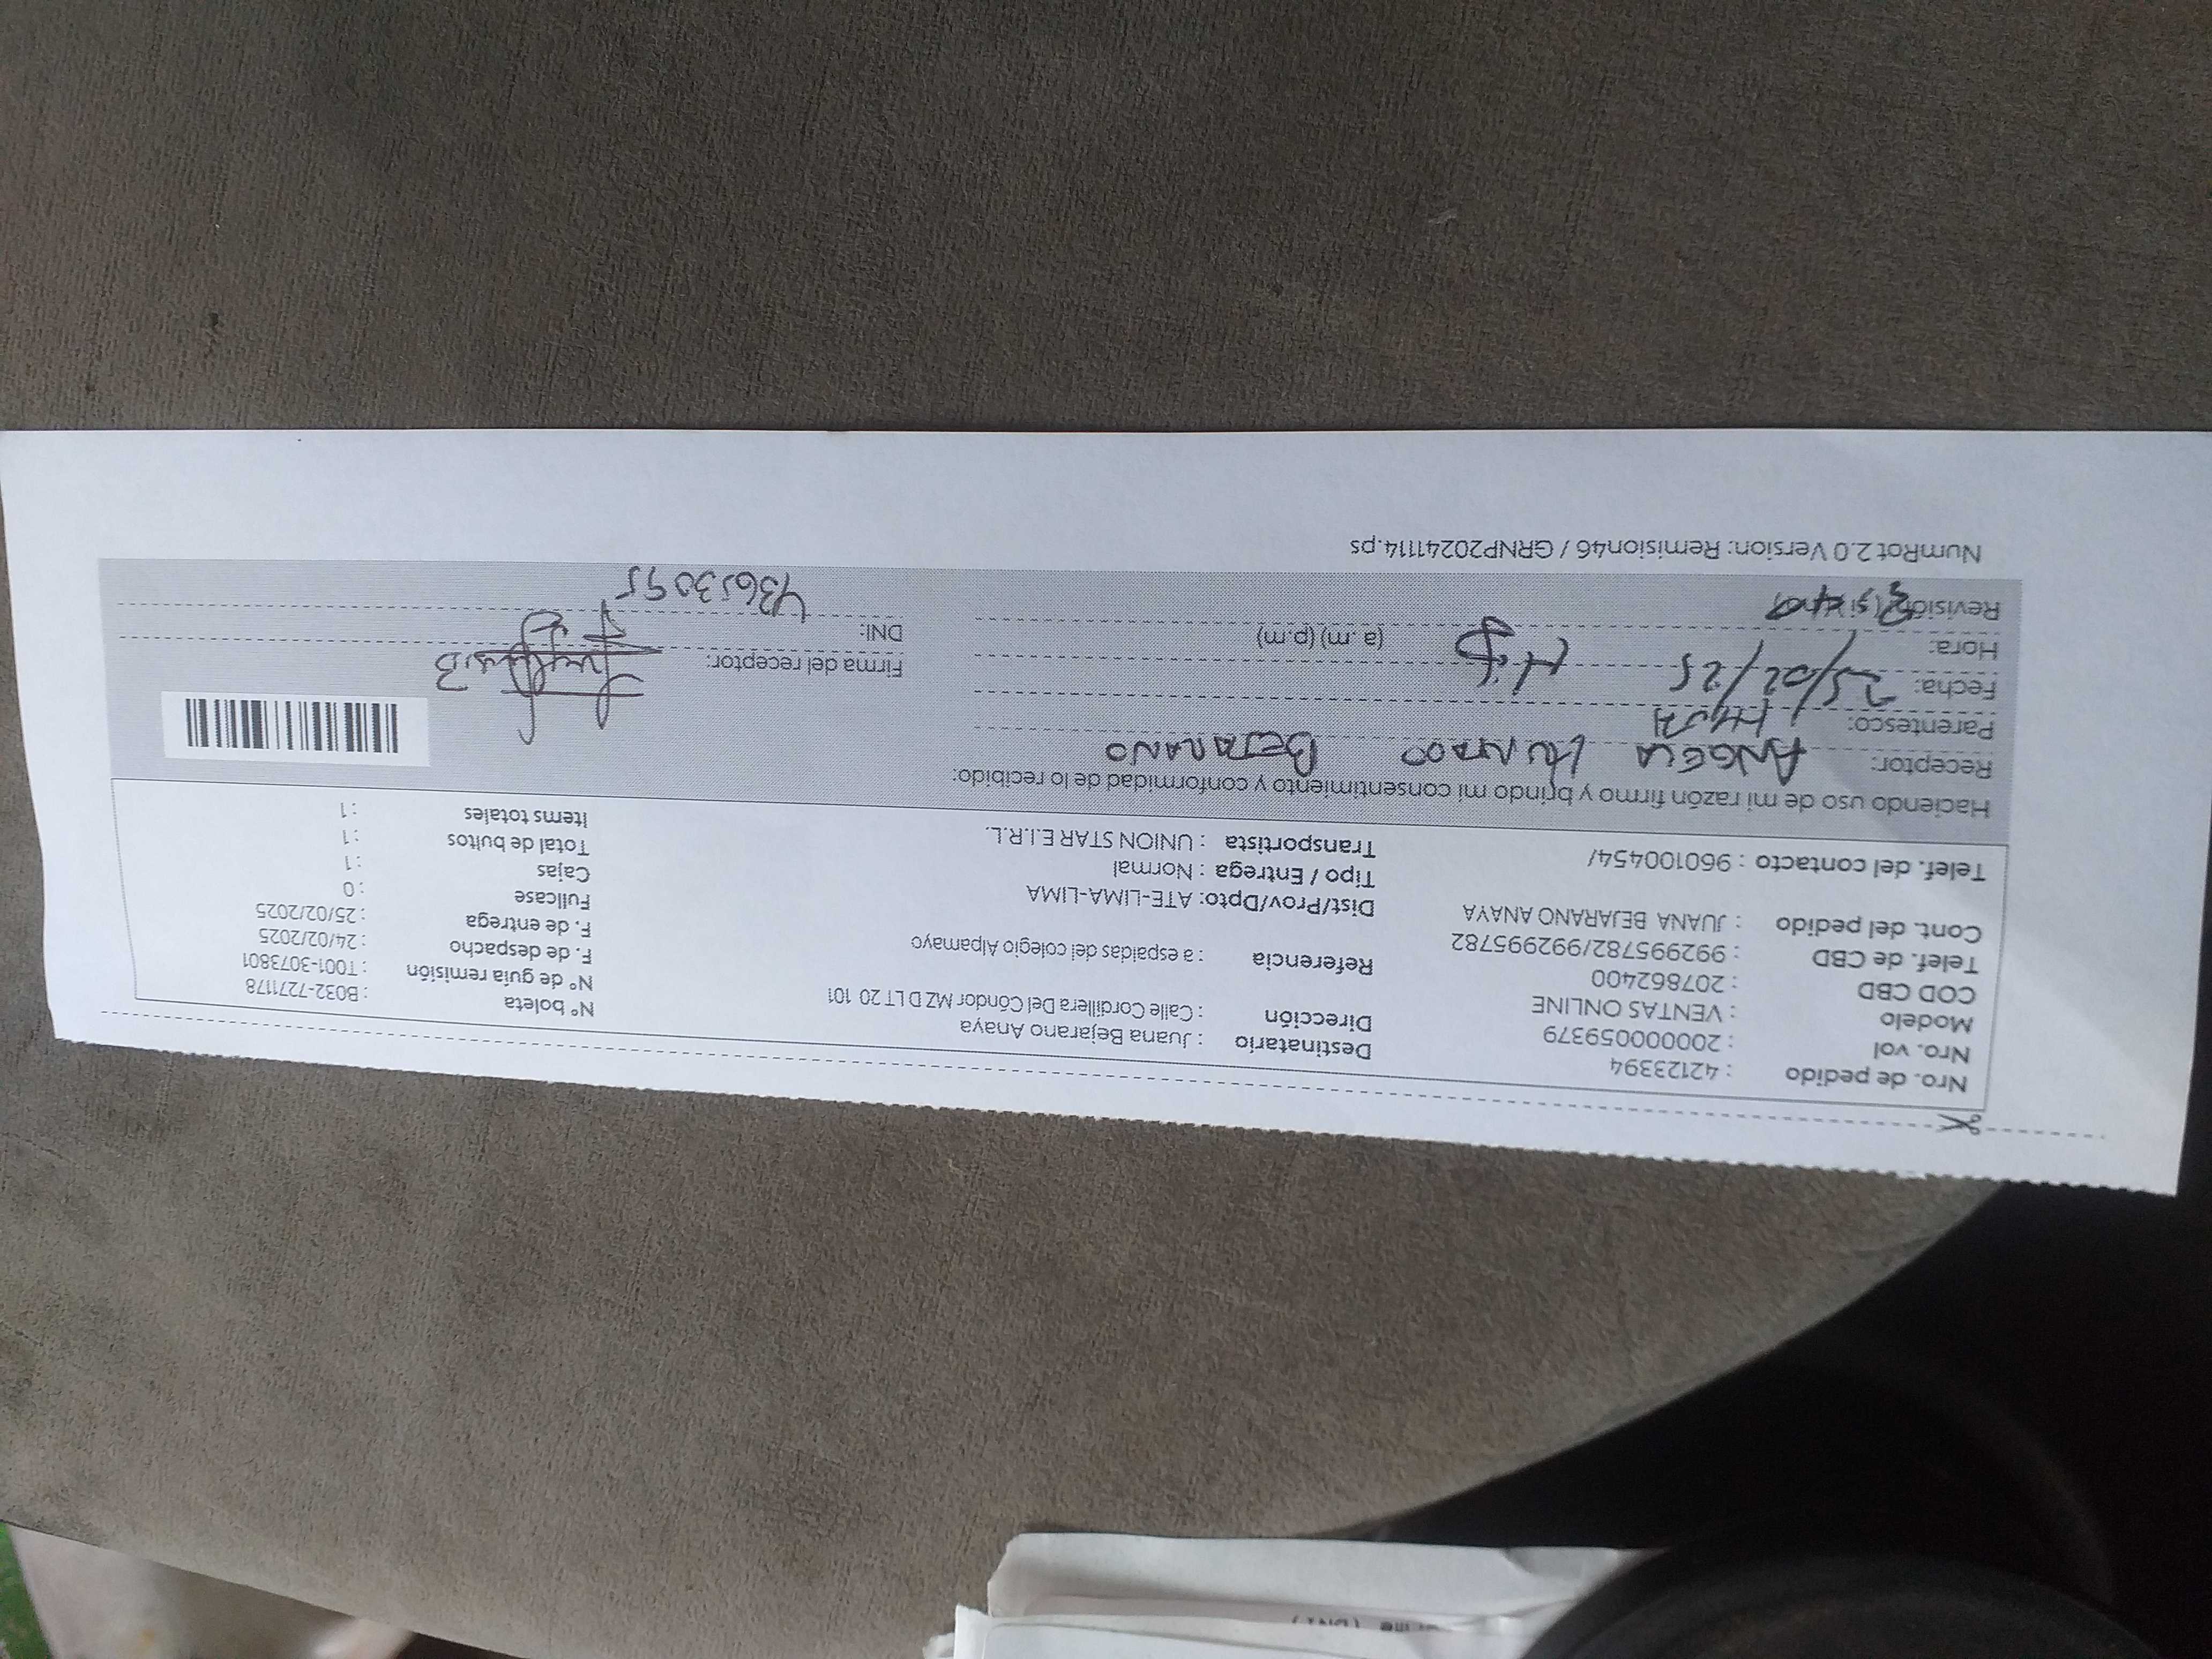 Nro. de pedido : 42123394
Nro. vol : 20000059379
Modelo : VENTAS ONLINE
COD CBD : 207862400
Telef. de CBD : 992995782/992995782
Cont. del pedido : JUANA BEJARANO ANAYA
Telef. del contacto : 960100454/
Destinatario : Juana Bejarano Anaya
Dirección : Calle Cordillera Del Cóndor MZ D LT 20 101
Referencia : a espaldas del colegio Alpamayo
Dist/Prov/Dpto: ATE-LIMA-LIMA
Tipo / Entrega : Normal
Transportista : UNION STAR E.I.R.L.
N° boleta : B032-7271178
N° de guía remisión : T001-3073801
F. de despacho : 24/02/2025
F. de entrega : 25/02/2025
Fullcase : 0
Cajas : 1
Total de bultos : 1
Items totales : 1
Haciendo uso de mi razón firmo y brindo mi consentimiento y conformidad de lo recibido:
Receptor: ANGELA BEJARANO
Parentesco: HIJA
Fecha: 25/02/25
Hora: (a.m) (p.m)
Revisión
Firma del receptor:
DNI: 43653095
NumRot 2.0 Version: Remision46 / GRNP20241114.ps